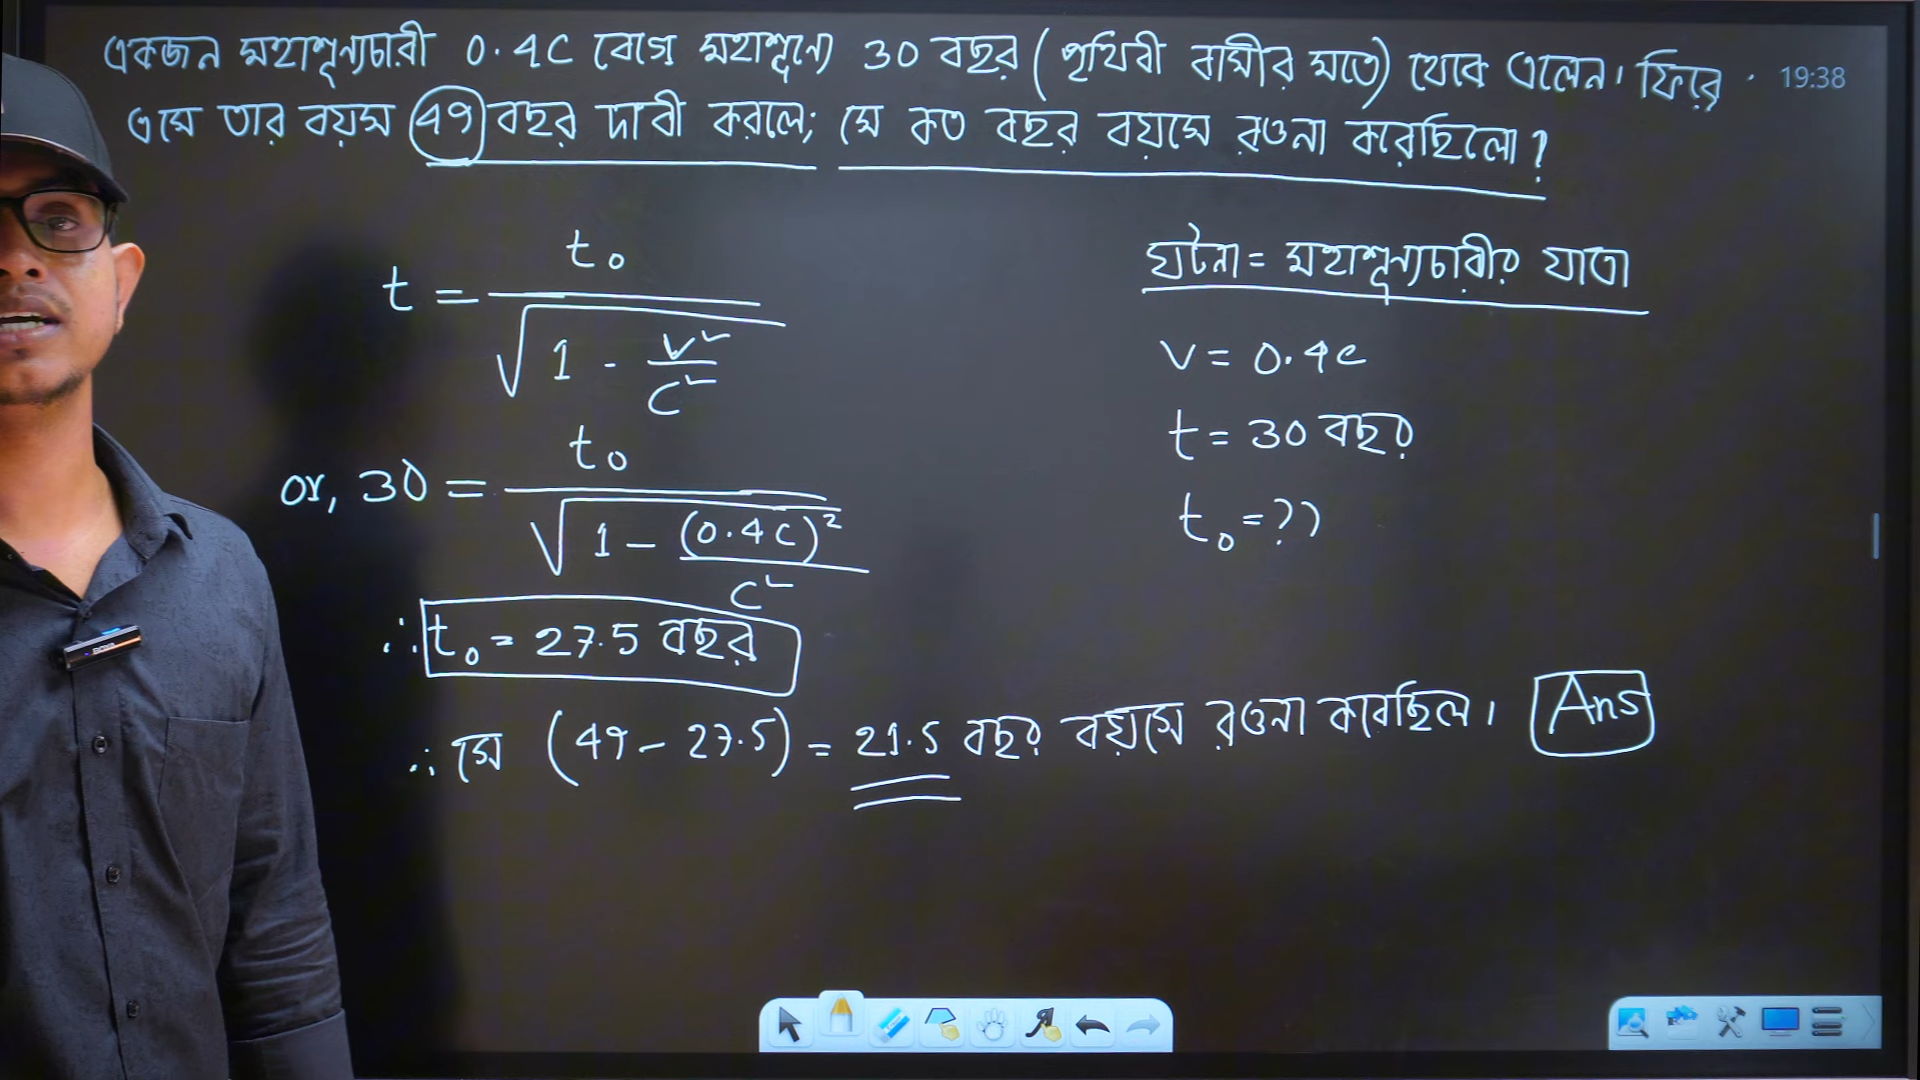 একজন মহাশূন্যচারী 0.4C বেগে মহাশূন্যে 30 বছর (পৃথিবী বাসীর মতে) থেকে এলেন। ফিরে
19:38
এসে তার বয়স 49 বছর দাবী করলে; সে কত বছর বয়সে রওনা করেছিলো?
t = t₀ / √(1 - v²/c²)
or, 30 = t₀ / √(1 - (0.4C)²/c²)
∴ t₀ = 27.5 বছর
∴ সে (49 - 27.5) = 21.5 বছর বয়সে রওনা করেছিল। Ans
ঘটনা = মহাশূন্যচারীর যাত্রা
v = 0.4c
t = 30 বছর
t₀ = ??